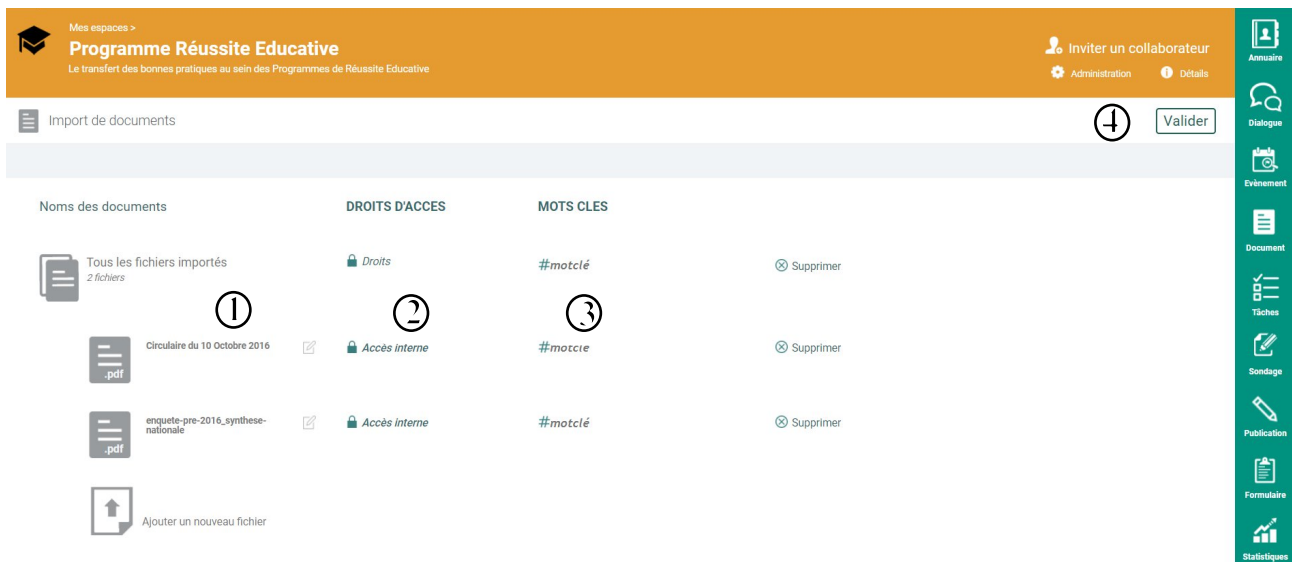 Mes espaces >
Programme Réussite Educative
Le transfert des bonnes pratiques au sein des Programmes de Réussite Educative
Inviter un collaborateur
Administration
Détails
Import de documents
4
Valider
Noms des documents
DROITS D'ACCES
MOTS CLES
Tous les fichiers importés
2 fichiers
Droits
#motclé
Supprimer
1
2
3
.pdf
Circulaire du 10 Octobre 2016
Accès interne
#motclé
Supprimer
.pdf
enquete-pre-2016_synthese-
nationale
Accès interne
#motclé
Supprimer
Ajouter un nouveau fichier
Annuaire
Dialogue
Evènement
Document
Tâches
Sondage
Publication
Formulaire
Statistiques